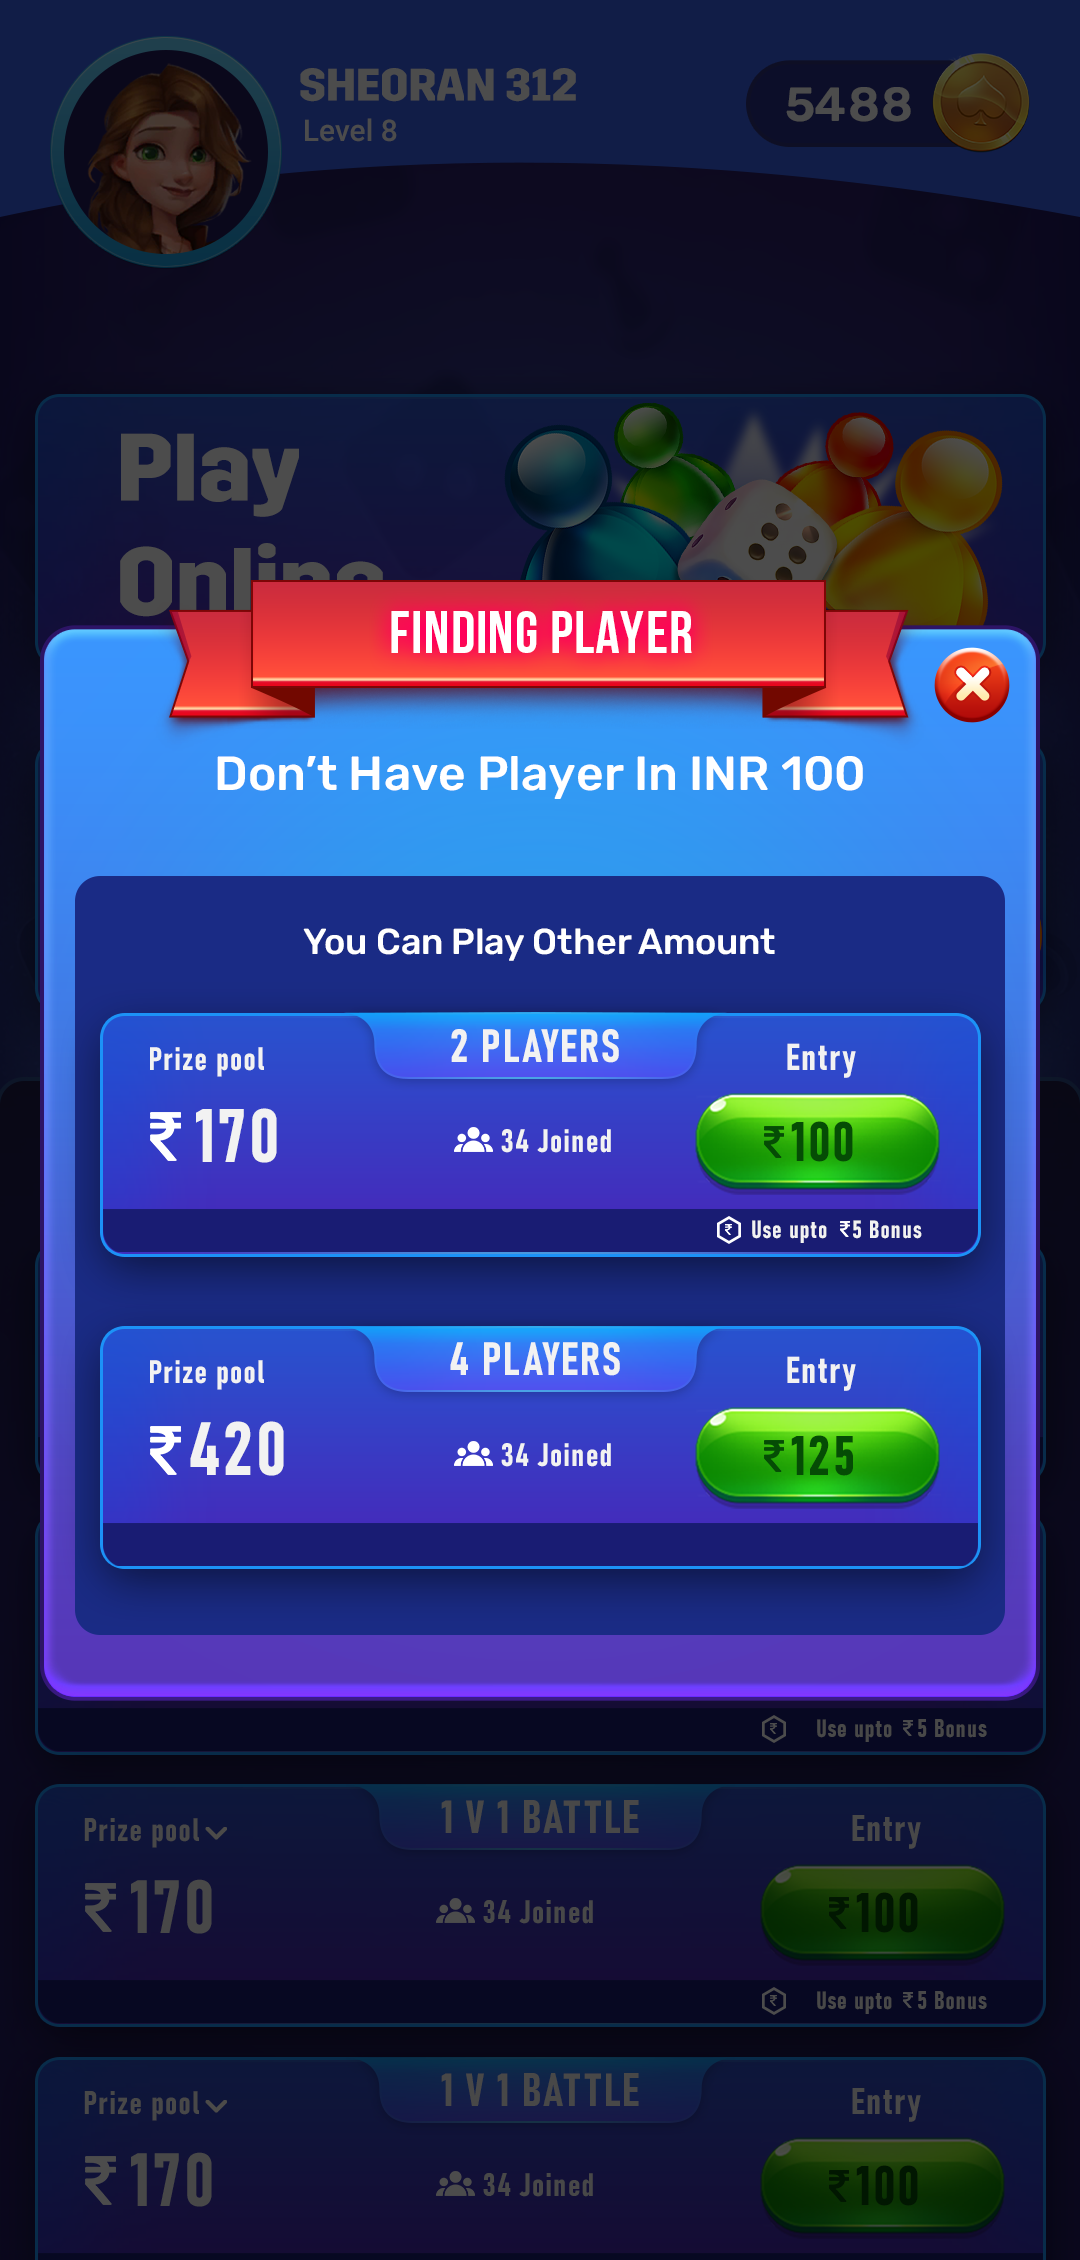 SHEORAN 312
Level 8
5488
Play
Online
FINDING PLAYER
Don't Have Player In INR 100
You Can Play Other Amount
2 PLAYERS
Prize pool
Entry
₹170
34 Joined
₹100
Use upto ₹5 Bonus
4 PLAYERS
Prize pool
Entry
₹420
34 Joined
₹125
Use upto ₹5 Bonus
1 V 1 BATTLE
Prize pool
Entry
₹170
34 Joined
₹100
Use upto ₹5 Bonus
1 V 1 BATTLE
Prize pool
Entry
₹170
34 Joined
₹100